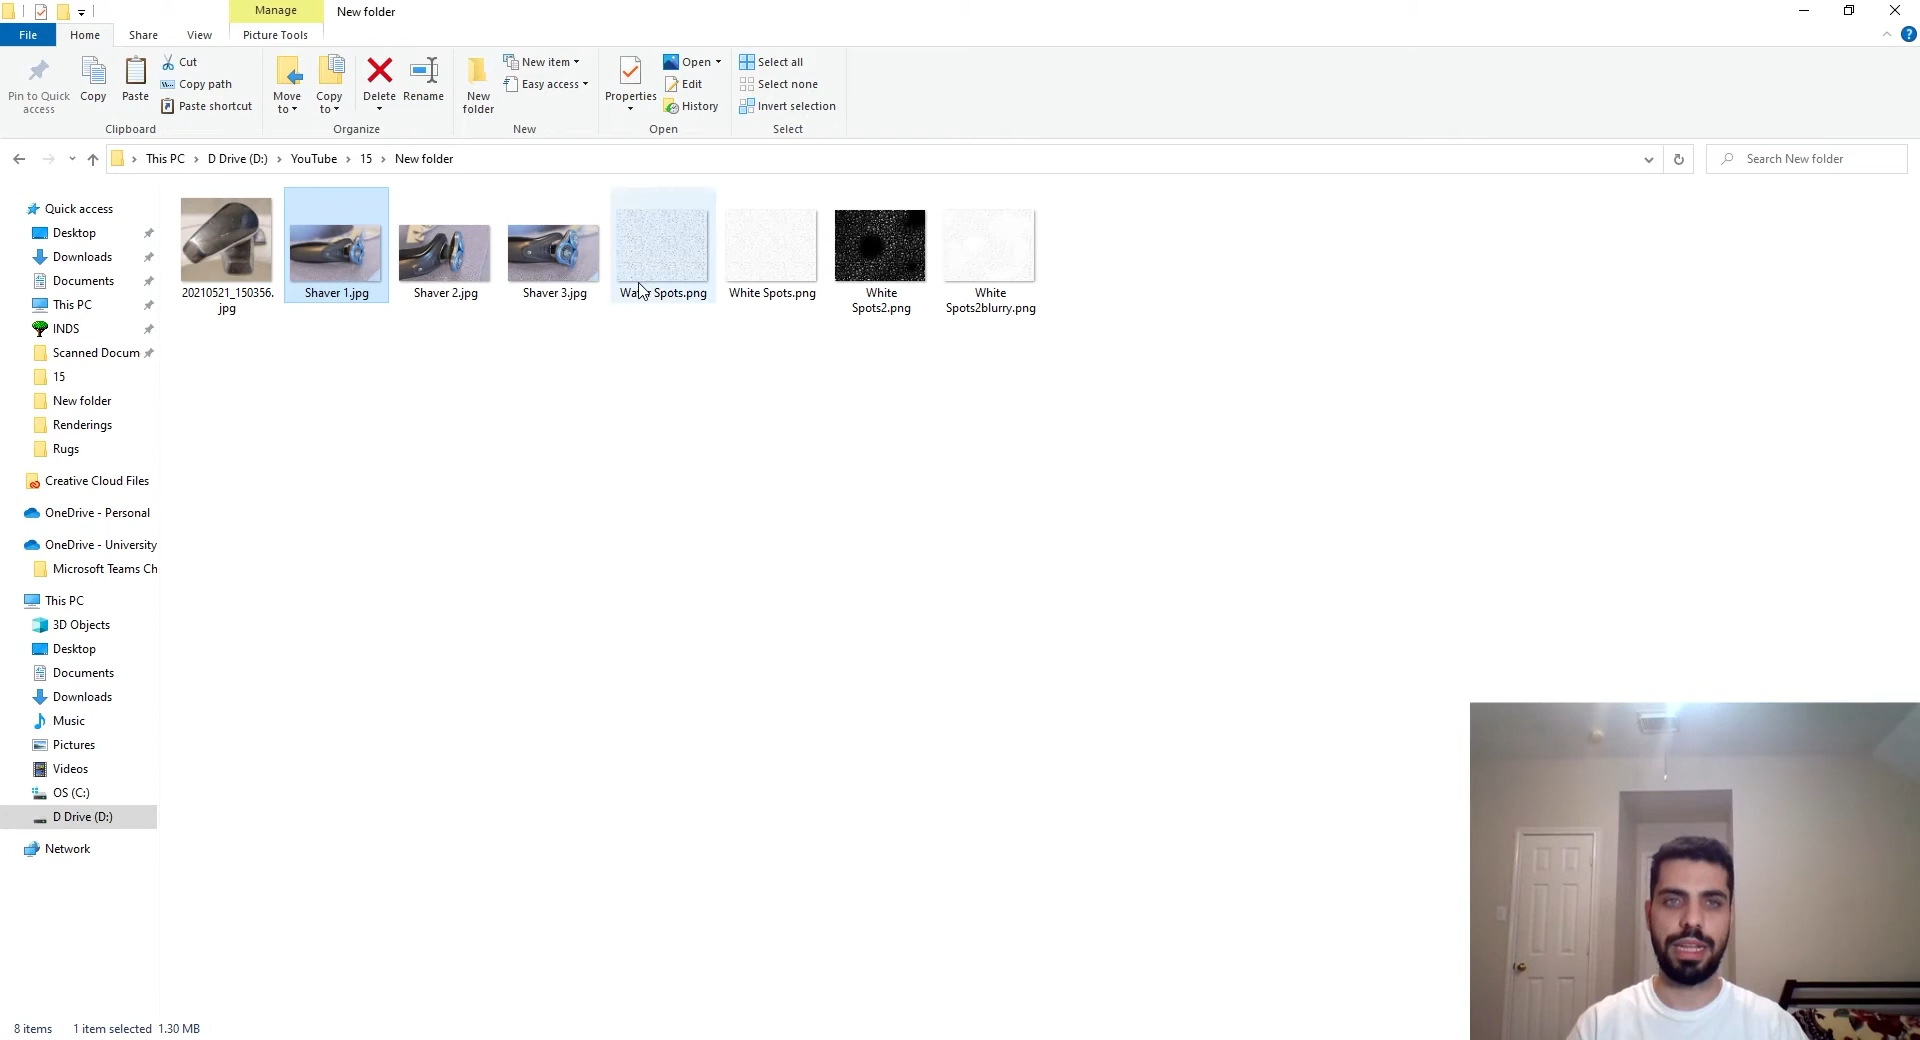 Manage
New folder
File
Home
Share
View
Picture Tools
Pin to Quick
access
Copy
Paste
Cut
Copy path
Paste shortcut
Clipboard
Move
to
Copy
to
Delete
Rename
Organize
New
folder
New item
Easy access
New
Properties
Open
Edit
History
Open
Select all
Select none
Invert selection
Select
This PC
D Drive (D:)
YouTube
15
New folder
Search New folder
Quick access
Desktop
Downloads
Documents
This PC
INDS
Scanned Docum
15
New folder
Renderings
Rugs
Creative Cloud Files
OneDrive - Personal
OneDrive - University
Microsoft Teams Ch
This PC
3D Objects
Desktop
Documents
Downloads
Music
Pictures
Videos
OS (C:)
D Drive (D:)
Network
20210521_150356.
jpg
Shaver 1.jpg
Shaver 2.jpg
Shaver 3.jpg
Spots.png
White Spots.png
White
Spots2.png
White
Spots2blurry.png
8 items
1 item selected 1.30 MB